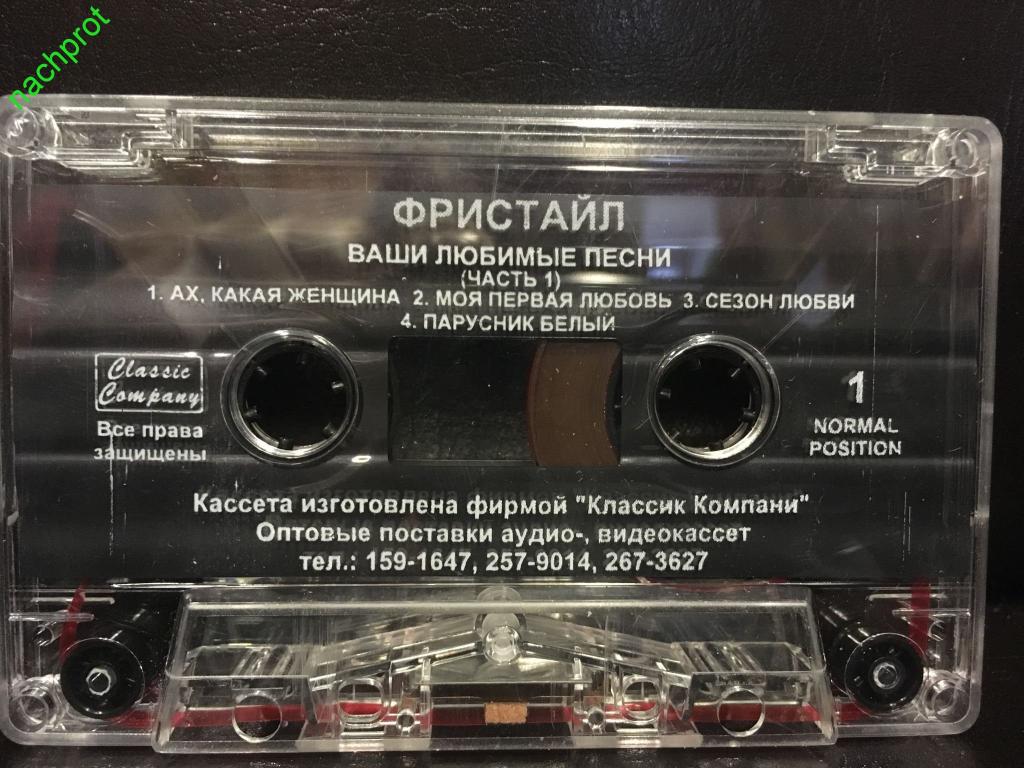 nachprot
ФРИСТАЙЛ
ВАШИ ЛЮБИМЫЕ ПЕСНИ
(ЧАСТЬ 1)
1. АХ, КАКАЯ ЖЕНЩИНА 2. МОЯ ПЕРВАЯ ЛЮБОВЬ 3. СЕЗОН ЛЮБВИ
4. ПАРУСНИК БЕЛЫЙ
Classic
Company
Все права
защищены
1
NORMAL
POSITION
Кассета изготовлена фирмой "Классик Компани"
Оптовые поставки аудио-, видеокассет
тел.: 159-1647, 257-9014, 267-3627